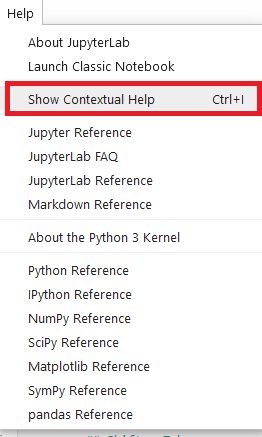 Help
About JupyterLab
Launch Classic Notebook
Show Contextual Help Ctrl+I
Jupyter Reference
JupyterLab FAQ
JupyterLab Reference
Markdown Reference
About the Python 3 Kernel
Python Reference
IPython Reference
NumPy Reference
SciPy Reference
Matplotlib Reference
SymPy Reference
pandas Reference